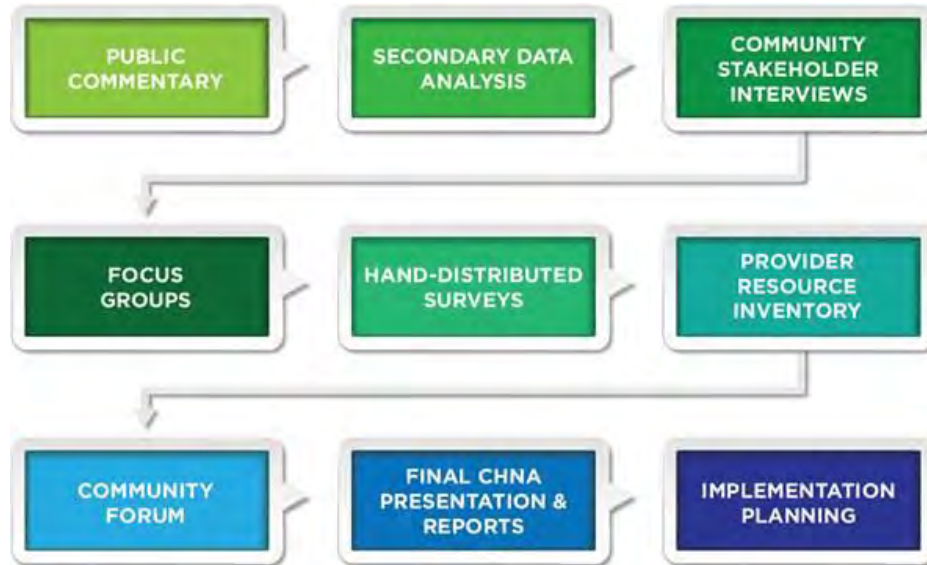 PUBLIC
COMMENTARY
SECONDARY DATA
ANALYSIS
COMMUNITY
STAKEHOLDER
INTERVIEWS
FOCUS
GROUPS
HAND-DISTRIBUTED
SURVEYS
PROVIDER
RESOURCE
INVENTORY
COMMUNITY
FORUM
FINAL CHNA
PRESENTATION &
REPORTS
IMPLEMENTATION
PLANNING